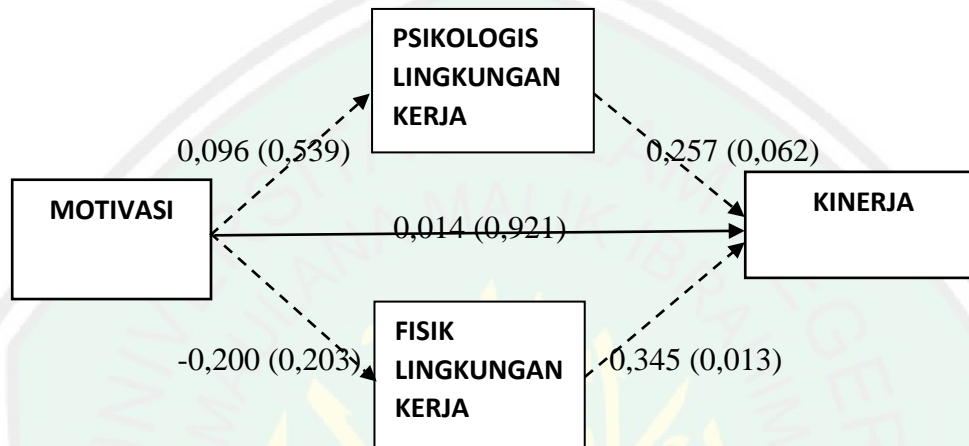 PSIKOLOGIS
LINGKUNGAN
KERJA
0,096 (0,539)
0,257 (0,062)
MOTIVASI
KINERJA
0,014 (0,921)
FISIK
LINGKUNGAN
KERJA
-0,200 (0,203)
0,345 (0,013)